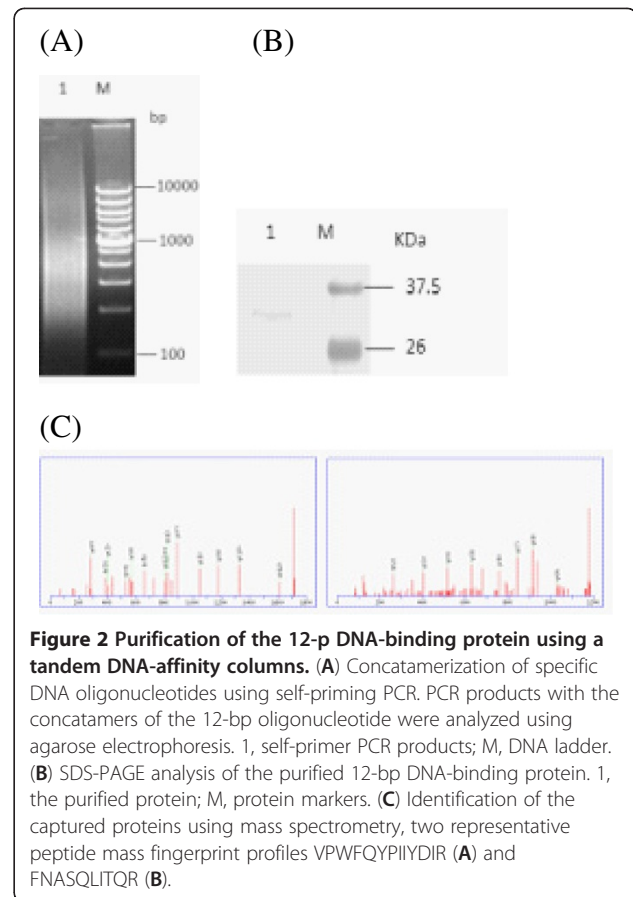 (A)
(B)
1 M
bp
10000
1000
100
1 M
KDa
37.5
26
(C)
Figure 2 Purification of the 12-p DNA-binding protein using a
tandem DNA-affinity columns. (A) Concatamerization of specific
DNA oligonucleotides using self-priming PCR. PCR products with the
concatamers of the 12-bp oligonucleotide were analyzed using
agarose electrophoresis. 1, self-primer PCR products; M, DNA ladder.
(B) SDS-PAGE analysis of the purified 12-bp DNA-binding protein. 1,
the purified protein; M, protein markers. (C) Identification of the
captured proteins using mass spectrometry, two representative
peptide mass fingerprint profiles VPWFQYPIIYDIR (A) and
FNASQLITQR (B).